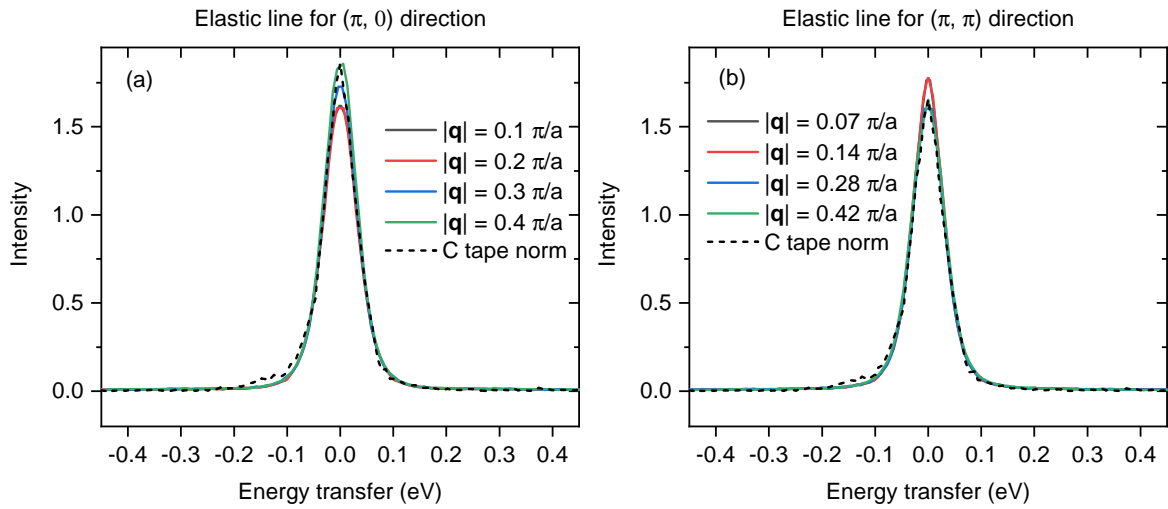 Elastic line for (π, 0) direction
(a)
|q| = 0.1 π/a
|q| = 0.2 π/a
|q| = 0.3 π/a
|q| = 0.4 π/a
C tape norm
Intensity
1.5
1.0
0.5
0.0
-0.4 -0.3 -0.2 -0.1 0.0 0.1 0.2 0.3 0.4
Energy transfer (eV)
Elastic line for (π, π) direction
(b)
|q| = 0.07 π/a
|q| = 0.14 π/a
|q| = 0.28 π/a
|q| = 0.42 π/a
C tape norm
Intensity
1.5
1.0
0.5
0.0
-0.4 -0.3 -0.2 -0.1 0.0 0.1 0.2 0.3 0.4
Energy transfer (eV)